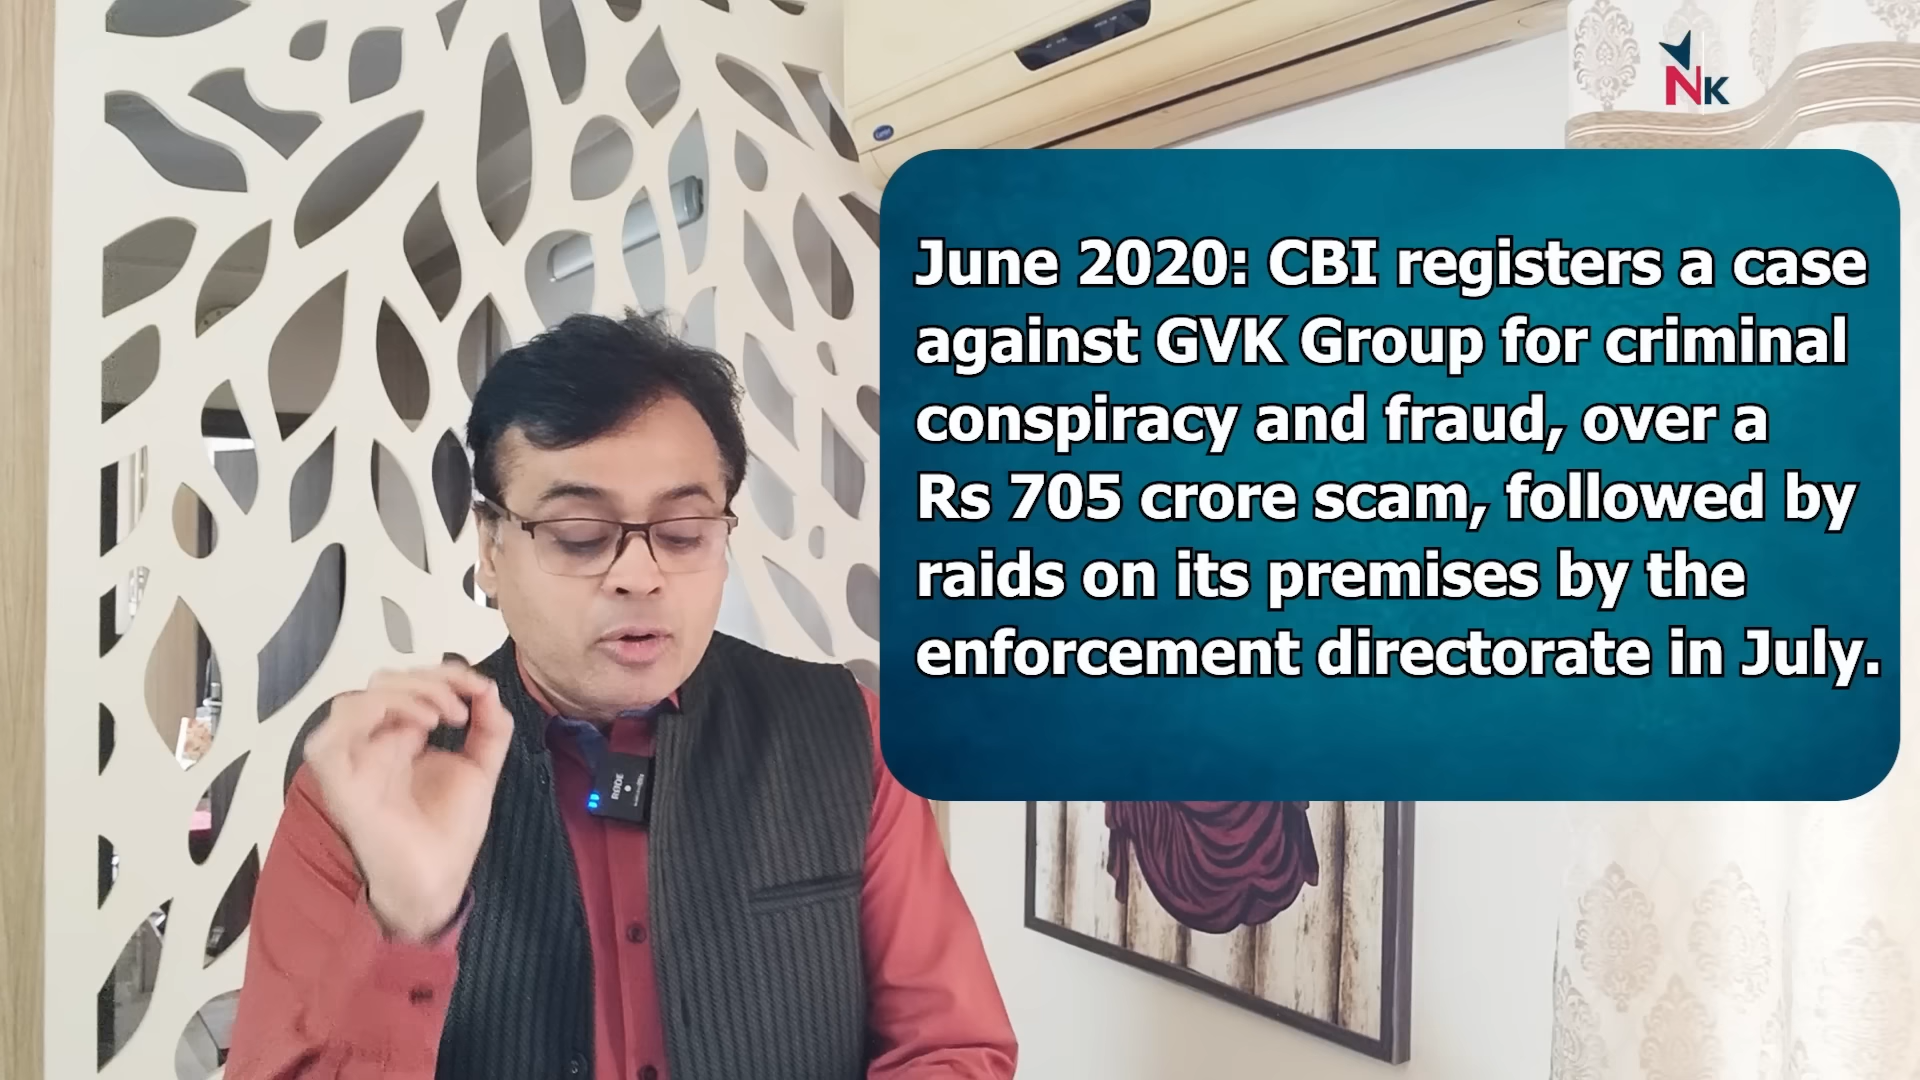 NK
June 2020: CBI registers a case
against GVK Group for criminal
conspiracy and fraud, over a
Rs 705 crore scam, followed by
raids on its premises by the
enforcement directorate in July.
RØDE